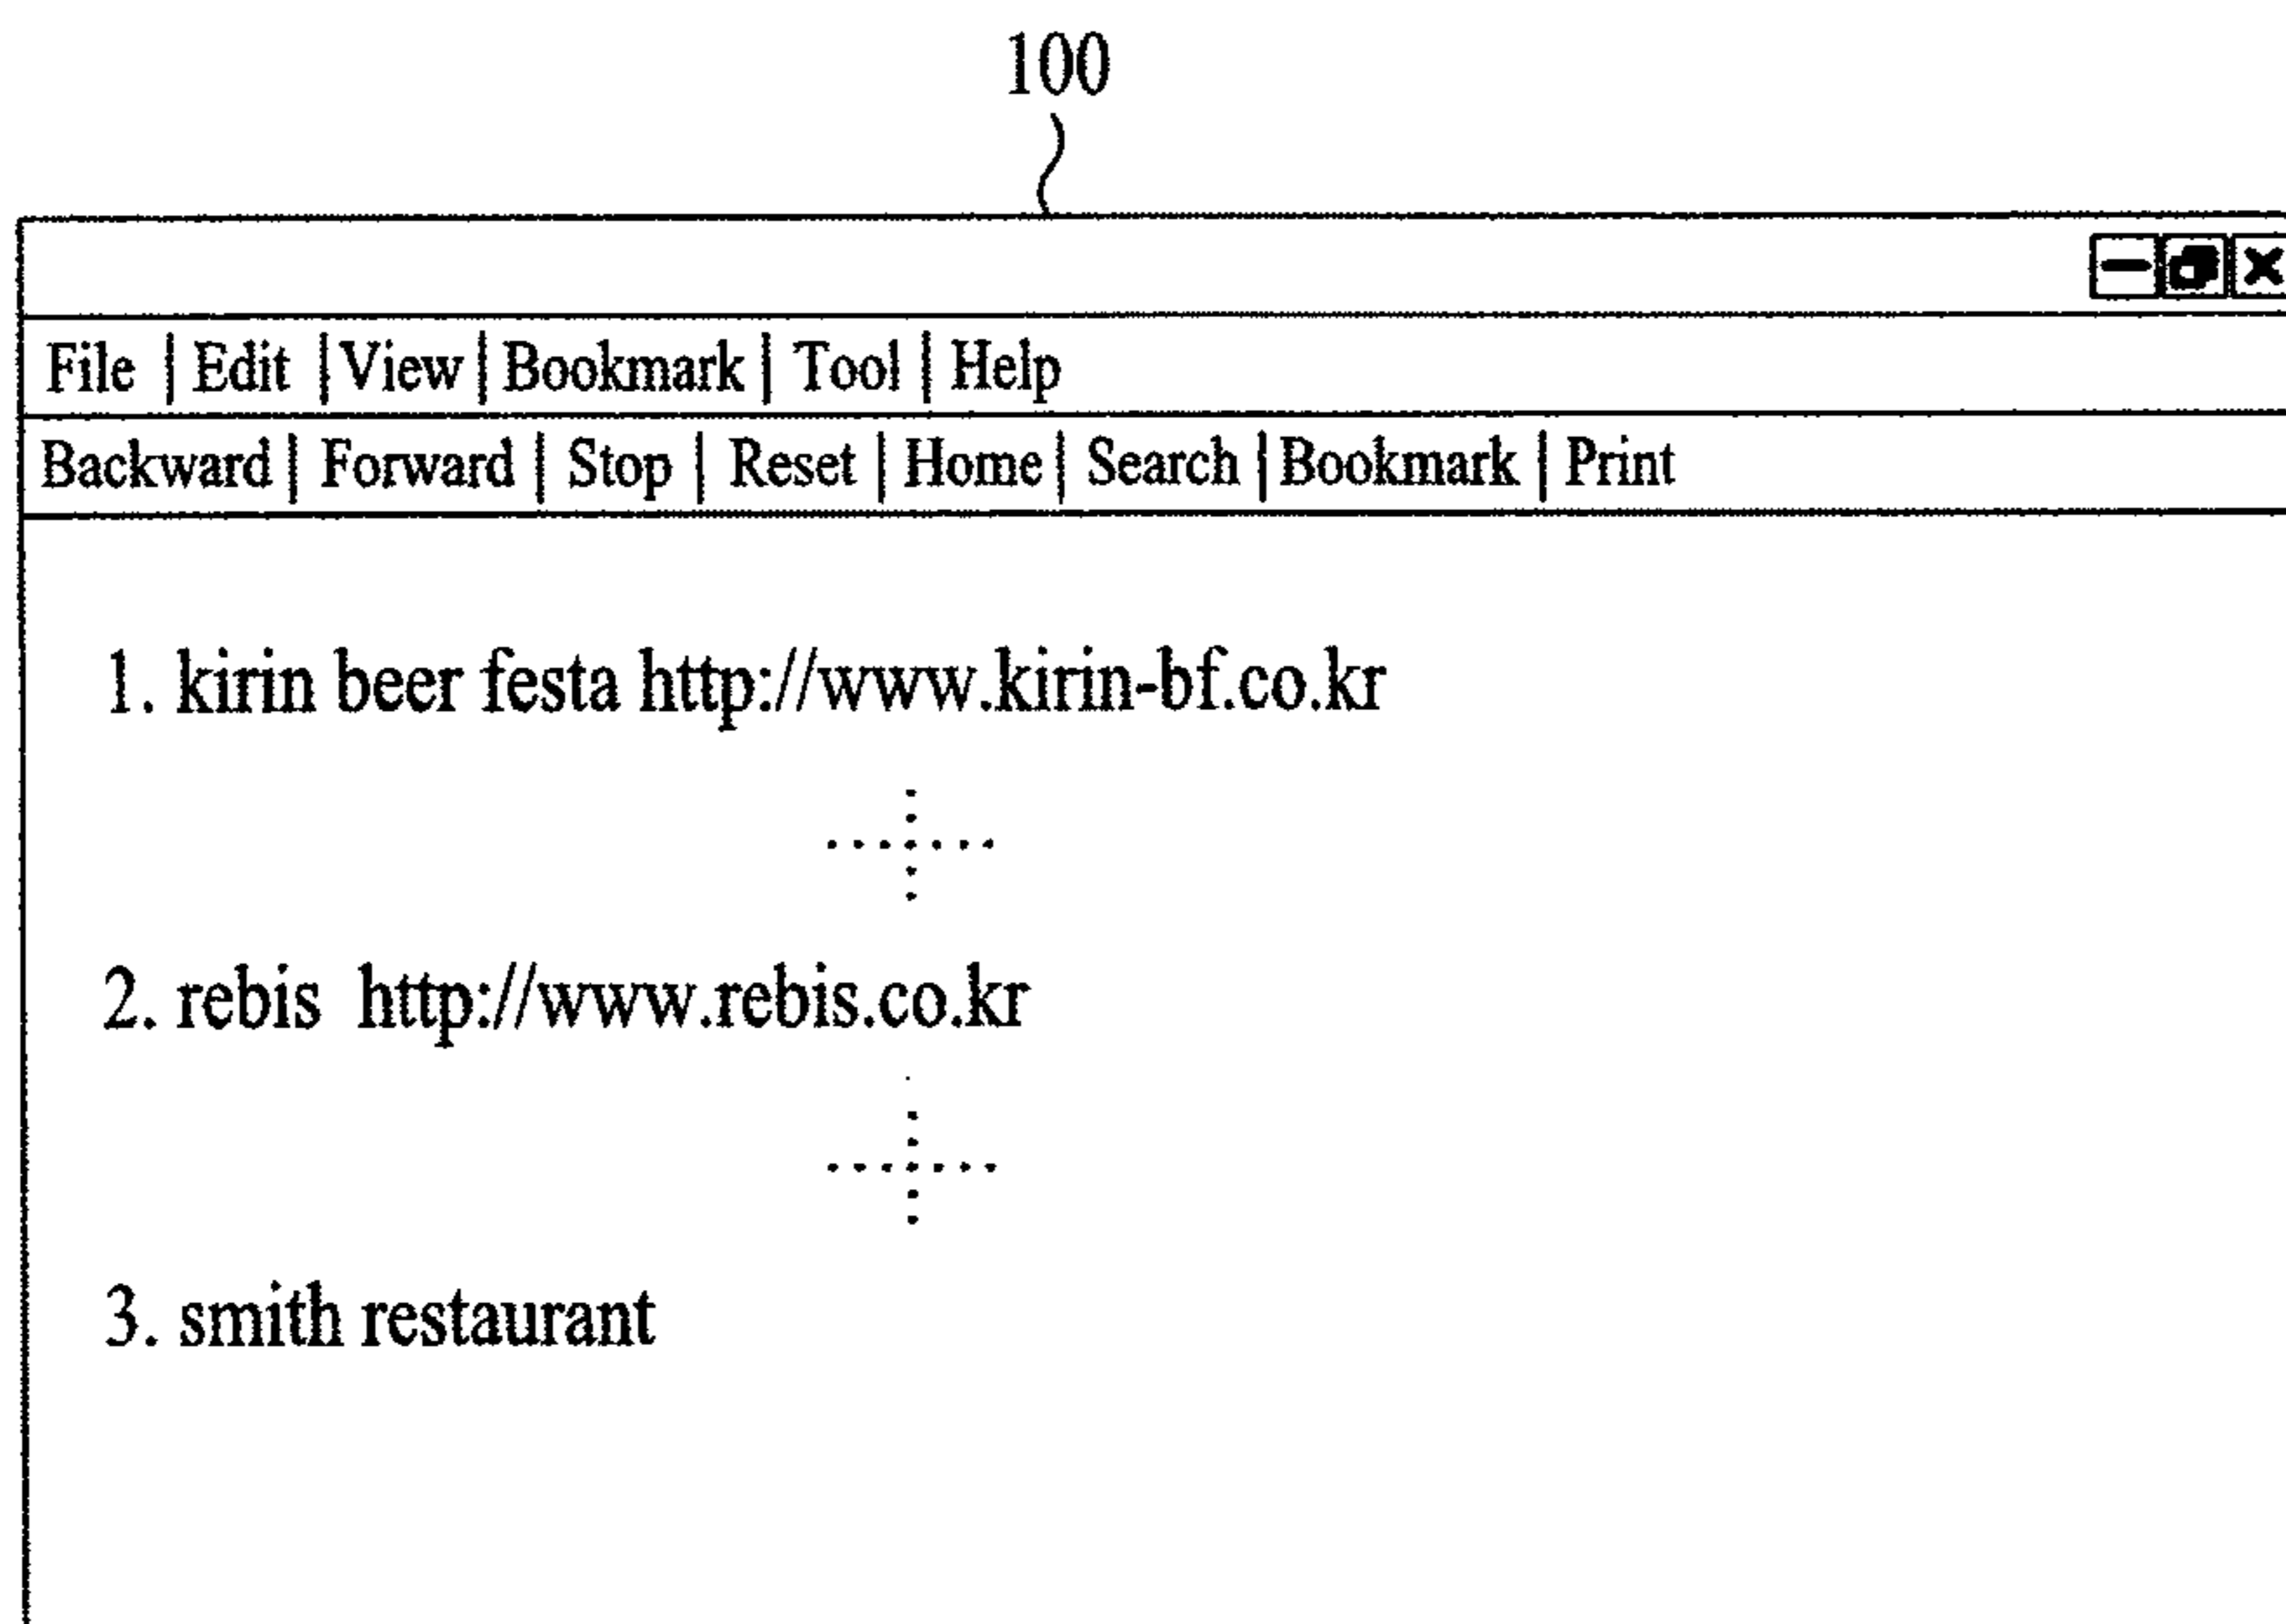 100
File | Edit | View | Bookmark | Tool | Help
Backward | Forward | Stop | Reset | Home | Search | Bookmark | Print
1. kirin beer festa http://www.kirin-bf.co.kr
2. rebis http://www.rebis.co.kr
3. smith restaurant